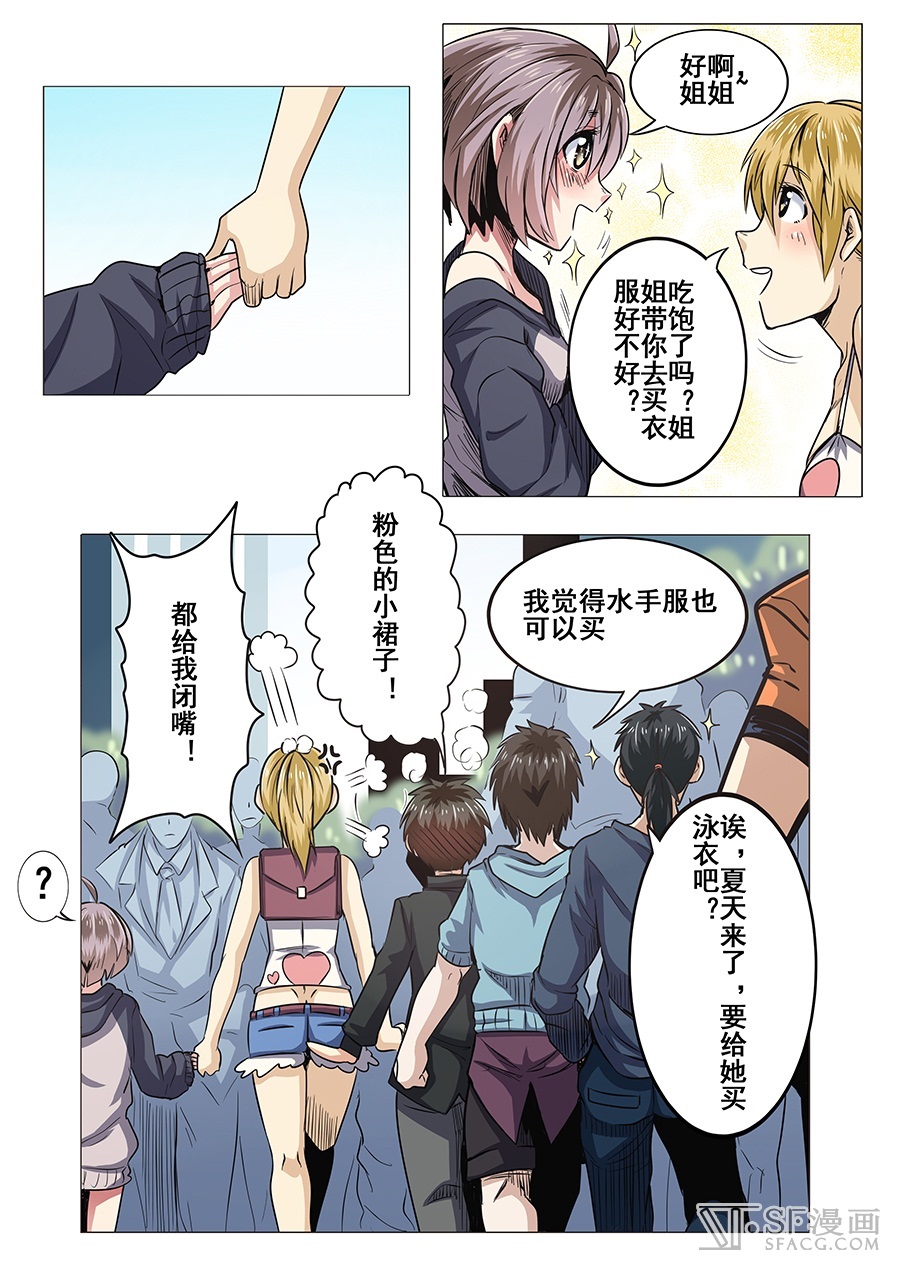 吃饱了吗？姐
姐带你去买衣
服好不好？
好啊，
姐姐~
都给我闭嘴！
粉色的小裙子！
我觉得水手服也
可以买
诶，夏天来了，要给她买
泳衣吧？
？
SF漫画
SFACG.COM